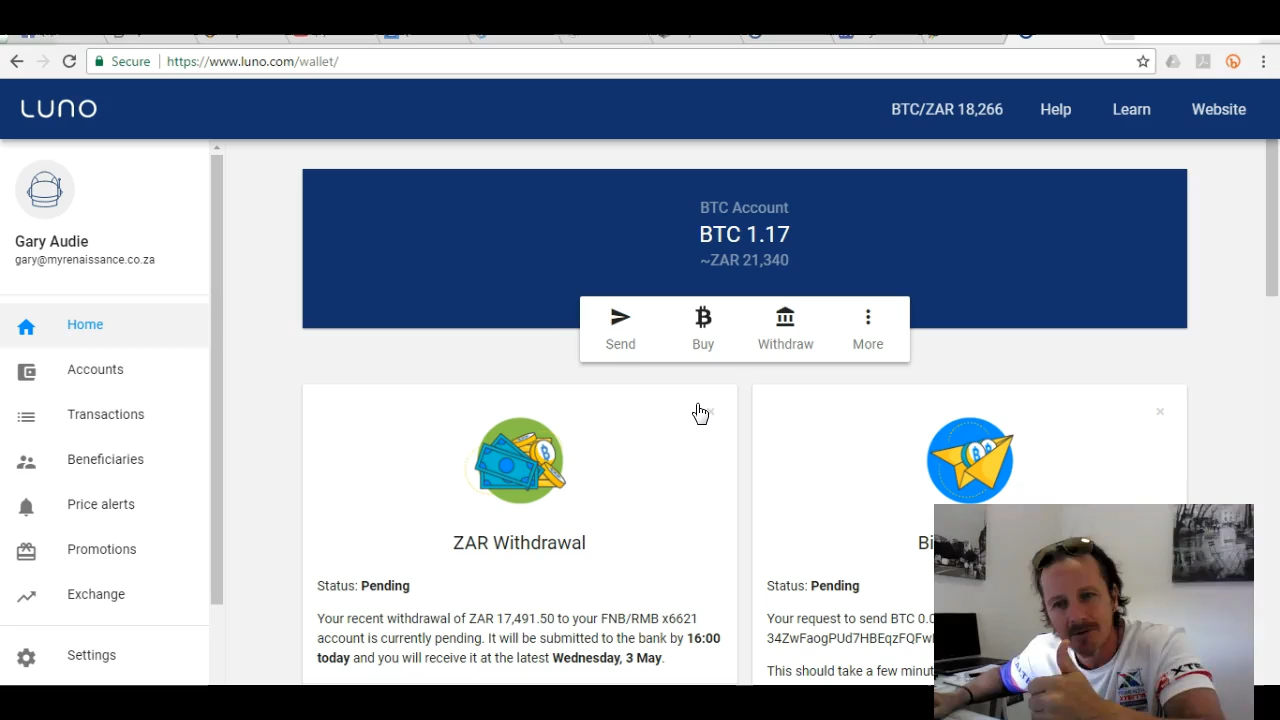 Secure
https://www.luno.com/wallet/
LUNO
BTC/ZAR 18,266
Help
Learn
Website
Gary Audie
gary@myrenaissance.co.za
Home
Accounts
Transactions
Beneficiaries
Price alerts
Promotions
Exchange
Settings
BTC Account
BTC 1.17
~ZAR 21,340
Send
Buy
Withdraw
More
ZAR Withdrawal
Status: Pending
Your recent withdrawal of ZAR 17,491.50 to your FNB/RMB x6621
account is currently pending. It will be submitted to the bank by 16:00
today and you will receive it at the latest Wednesday, 3 May.
Status: Pending
Your request to send BTC
This should take a few